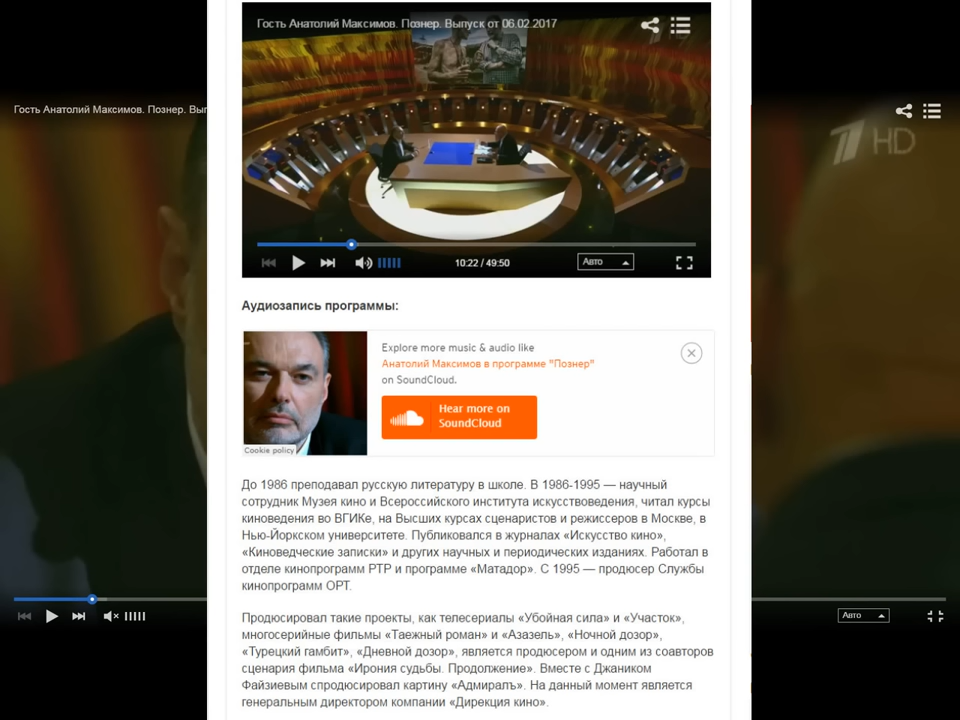 Гость Анатолий Максимов. Познер. Выпуск от 06.02.2017
Гость Анатолий Максимов. Познер. Вып
HD
10:22 / 49:50
Авто
Аудиозапись программы:
Explore more music & audio like
Анатолий Максимов в программе "Познер"
on SoundCloud.
Hear more on
SoundCloud
Cookie policy
До 1986 преподавал русскую литературу в школе. В 1986-1995 — научный
сотрудник Музея кино и Всероссийского института искусствоведения, читал курсы
киноведения во ВГИКе, на Высших курсах сценаристов и режиссеров в Москве, в
Нью-Йоркском университете. Публиковался в журналах «Искусство кино»,
«Киноведческие записки» и других научных и периодических изданиях. Работал в
отделе кинопрограмм РТР и программе «Матадор». С 1995 — продюсер Службы
кинопрограмм ОРТ.
Авто
Продюсировал такие проекты, как телесериалы «Убойная сила» и «Участок»,
многосерийные фильмы «Таежный роман» и «Азазель», «Ночной дозор»,
«Турецкий гамбит», «Дневной дозор», является продюсером и одним из соавторов
сценария фильма «Ирония судьбы. Продолжение». Вместе с Джаником
Файзиевым спродюсировал картину «Адмиралъ». На данный момент является
генеральным директором компании «Дирекция кино».